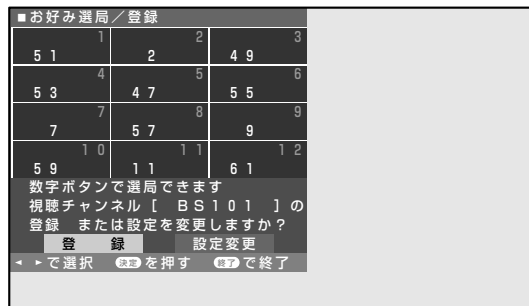 ■お好み選局／登録
1 2 3
51 2 49
4 5 6
53 47 55
7 8 9
7 57 9
10 11 12
59 11 61
数字ボタンで選局できます
視聴チャンネル［ BS101 ］の
登録 または設定を変更しますか？
登 録 設定変更
◄ ►で選択 決定を押す 終了で終了